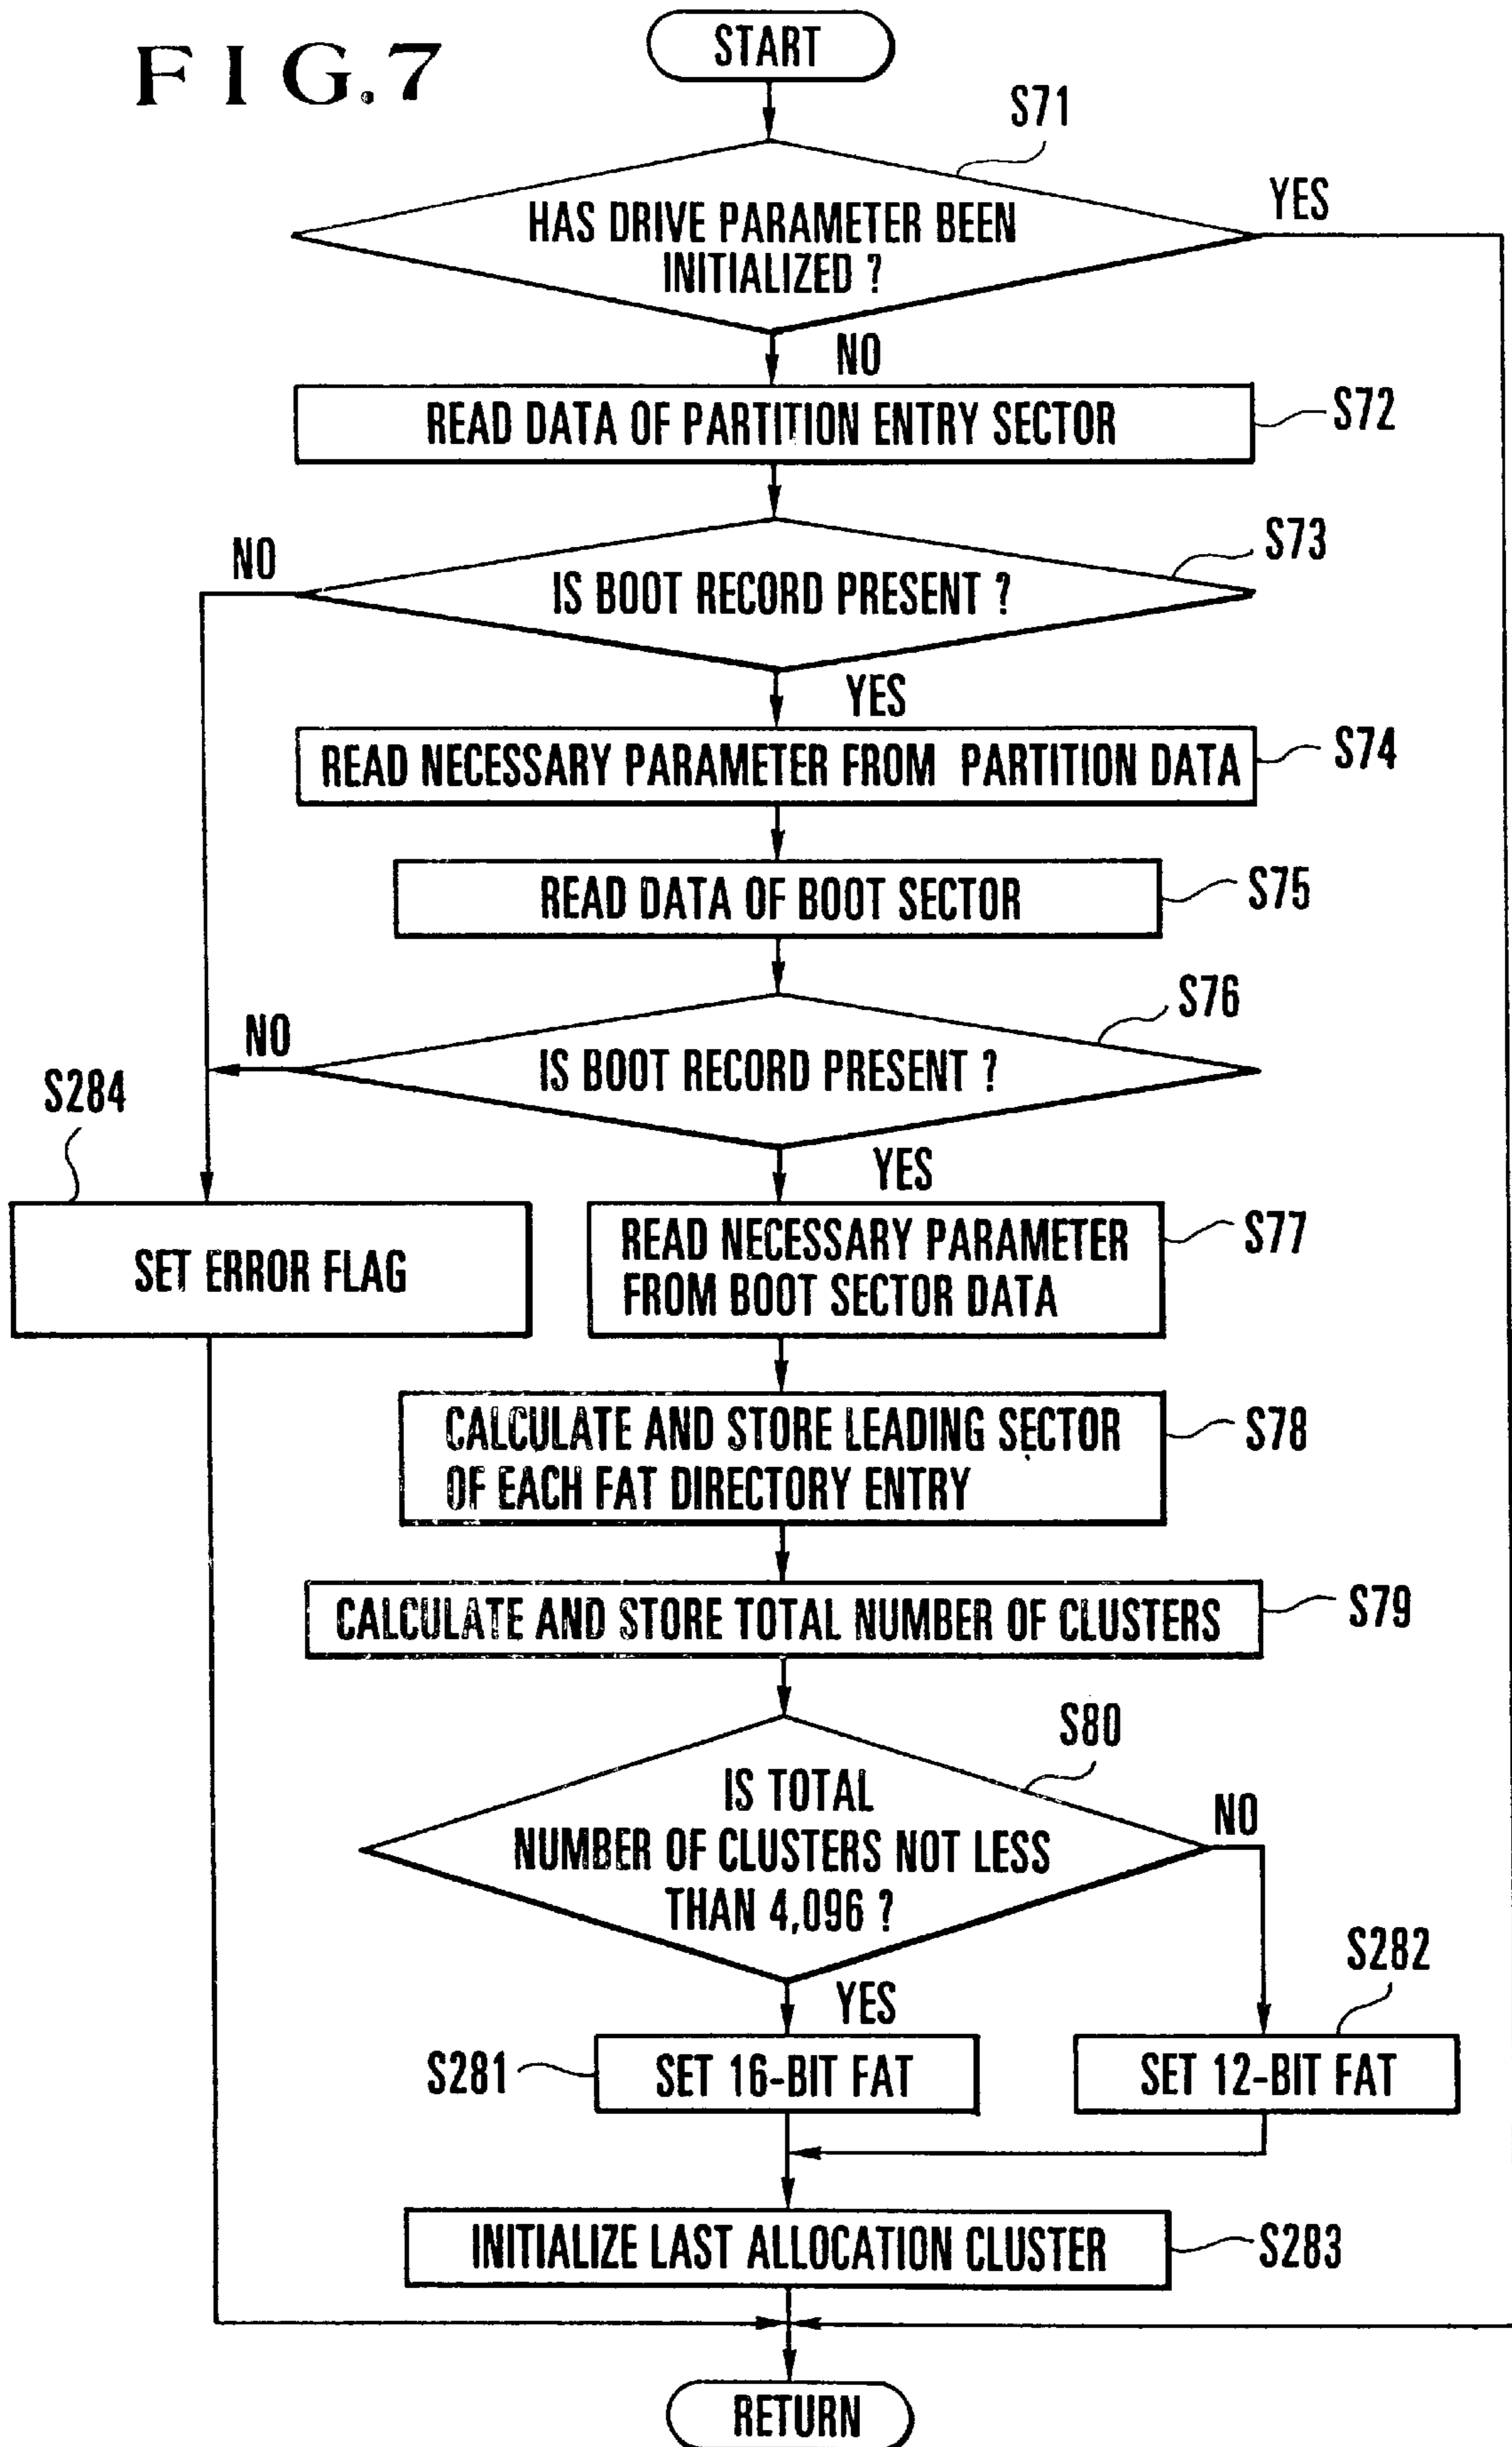 FIG.7
START
S71
HAS DRIVE PARAMETER BEEN
INITIALIZED ?
YES
NO
READ DATA OF PARTITION ENTRY SECTOR
S72
S73
NO
IS BOOT RECORD PRESENT ?
YES
READ NECESSARY PARAMETER FROM PARTITION DATA
S74
READ DATA OF BOOT SECTOR
S75
S76
NO
IS BOOT RECORD PRESENT ?
S284
YES
SET ERROR FLAG
READ NECESSARY PARAMETER
FROM BOOT SECTOR DATA
S77
CALCULATE AND STORE LEADING SECTOR
OF EACH FAT DIRECTORY ENTRY
S78
CALCULATE AND STORE TOTAL NUMBER OF CLUSTERS
S79
S80
IS TOTAL
NUMBER OF CLUSTERS NOT LESS
THAN 4,096 ?
NO
YES
S282
S281
SET 16-BIT FAT
SET 12-BIT FAT
INITIALIZE LAST ALLOCATION CLUSTER
S283
RETURN